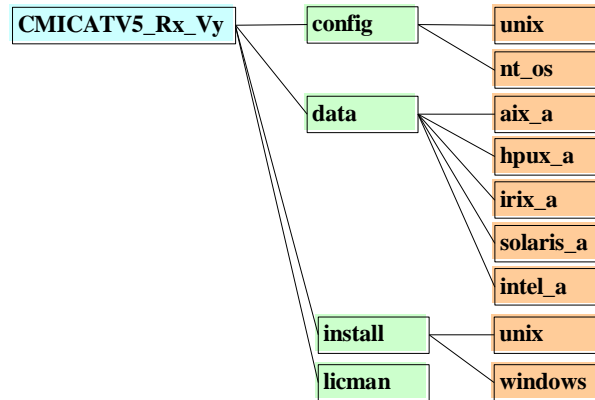 CMICATV5_Rx_Vy
config
unix
nt_os
data
aix_a
hpux_a
irix_a
solaris_a
intel_a
install
unix
licman
windows